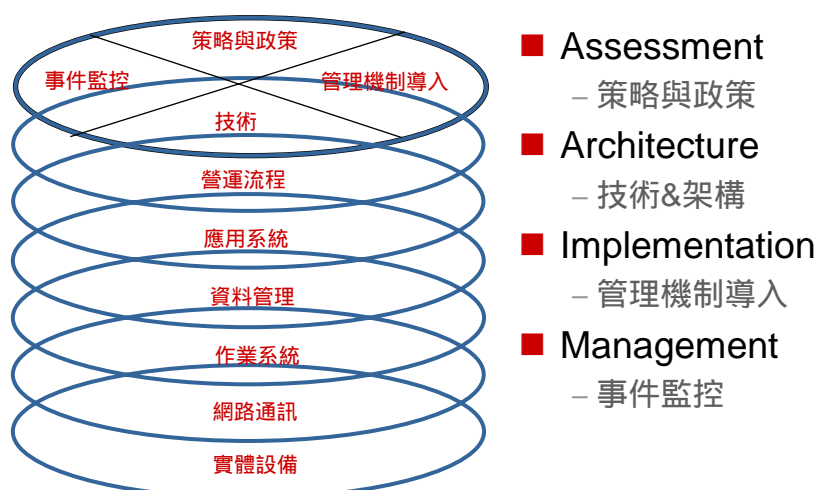 策略與政策
事件監控
管理機制導入
技術
營運流程
應用系統
資料管理
作業系統
網路通訊
實體設備
■ Assessment
– 策略與政策
■ Architecture
– 技術&架構
■ Implementation
– 管理機制導入
■ Management
– 事件監控